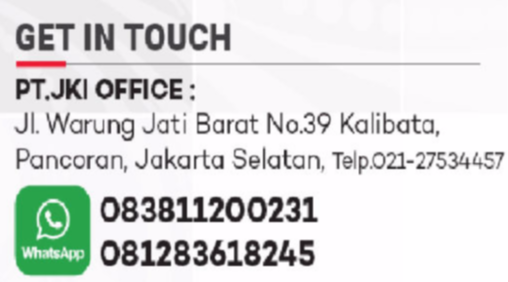 GET IN TOUCH
PT.JKI OFFICE :
Jl. Warung Jati Barat No.39 Kalibata,
Pancoran, Jakarta Selatan, Telp.021-27534457
083811200231
WhatsApp 081283618245